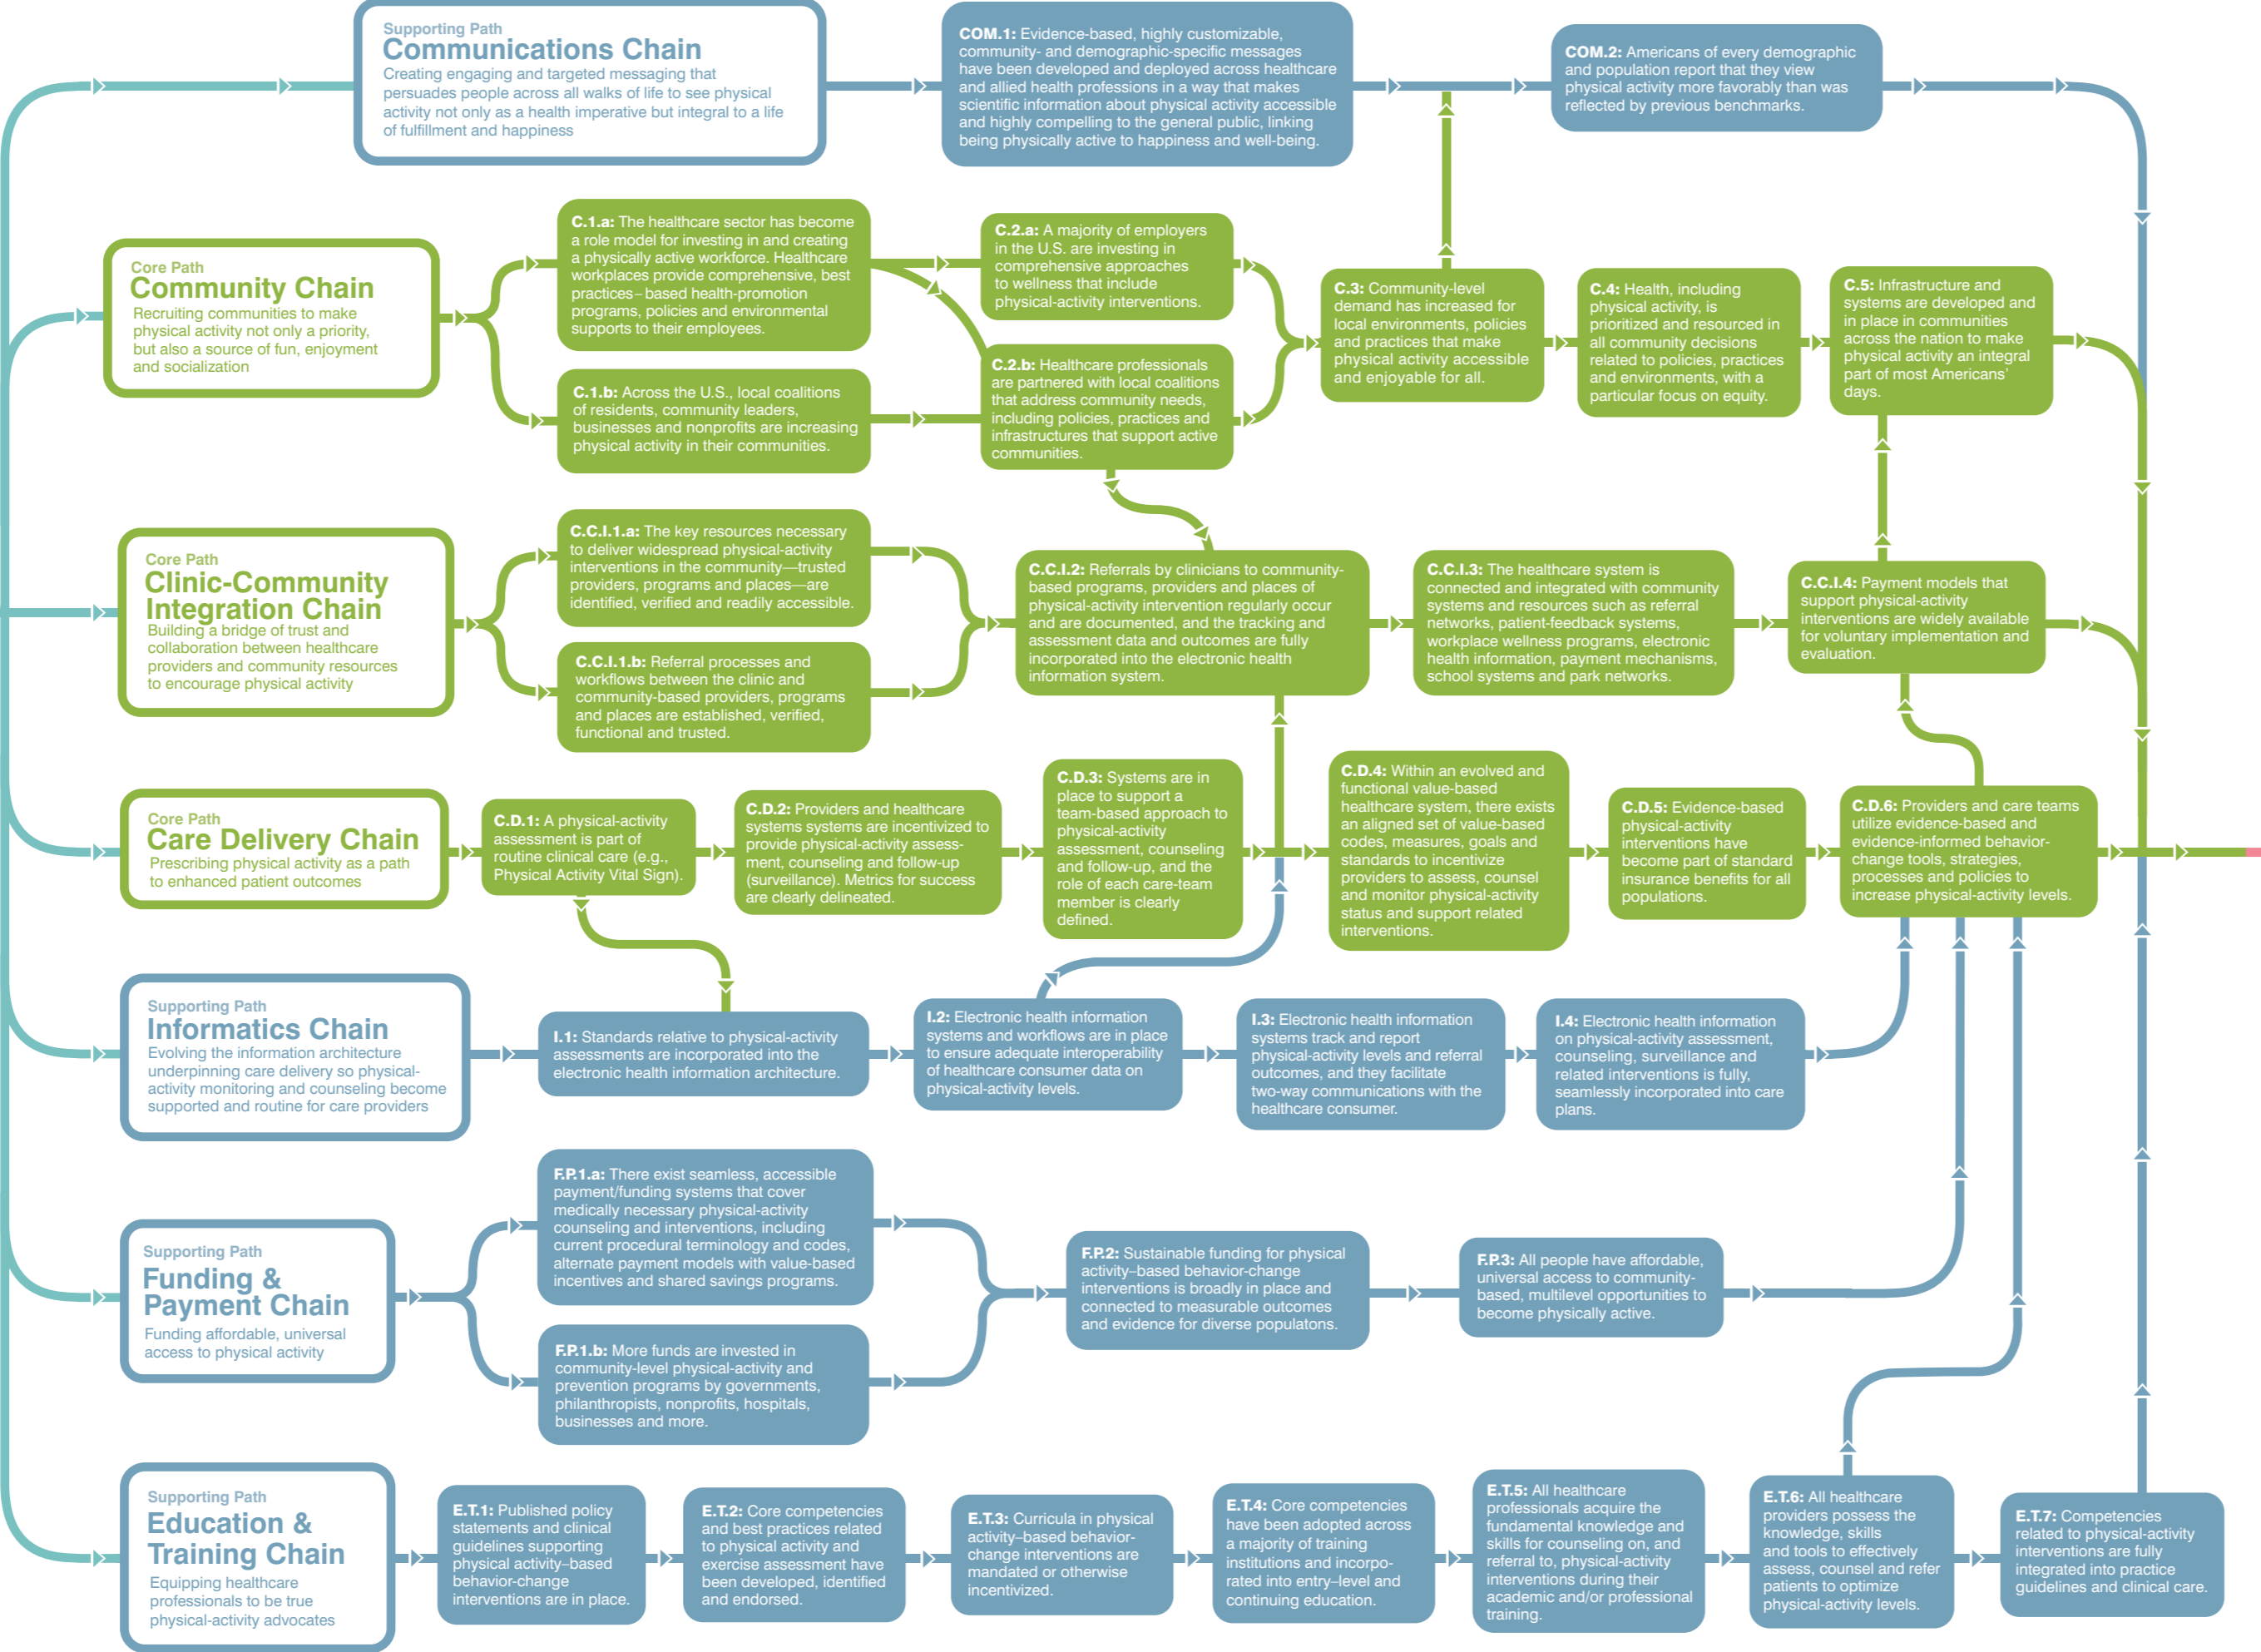 Supporting Path
Communications Chain
Creating engaging and targeted messaging that
persuades people across all walks of life to see physical
activity not only as a health imperative but integral to a life
of fulfillment and happiness
COM.1: Evidence-based, highly customizable,
community- and demographic-specific messages
have been developed and deployed across healthcare
and allied health professions in a way that makes
scientific information about physical activity accessible
and highly compelling to the general public, linking
being physically active to happiness and well-being.
COM.2: Americans of every demographic
and population report that they view
physical activity more favorably than was
reflected by previous benchmarks.
Core Path
Community Chain
Recruiting communities to make
physical activity not only a priority,
but also a source of fun, enjoyment
and socialization
C.1.a: The healthcare sector has become
a role model for investing in and creating
a physically active workforce. Healthcare
workplaces provide comprehensive, best
practices–based health-promotion
programs, policies and environmental
supports to their employees.
C.1.b: Across the U.S., local coalitions
of residents, community leaders,
businesses and nonprofits are increasing
physical activity in their communities.
C.2.a: A majority of employers
in the U.S. are investing in
comprehensive approaches
to wellness that include
physical-activity interventions.
C.2.b: Healthcare professionals
are partnered with local coalitions
that address community needs,
including policies, practices and
infrastructures that support active
communities.
C.3: Community-level
demand has increased for
local environments, policies
and practices that make
physical activity accessible
and enjoyable for all.
C.4: Health, including
physical activity, is
prioritized and resourced in
all community decisions
related to policies, practices
and environments, with a
particular focus on equity.
C.5: Infrastructure and
systems are developed and
in place in communities
across the nation to make
physical activity an integral
part of most Americans'
days.
Core Path
Clinic-Community
Integration Chain
Building a bridge of trust and
collaboration between healthcare
providers and community resources
to encourage physical activity
C.C.I.1.a: The key resources necessary
to deliver widespread physical-activity
interventions in the community—trusted
providers, programs and places—are
identified, verified and readily accessible.
C.C.I.1.b: Referral processes and
workflows between the clinic and
community-based providers, programs
and places are established, verified,
functional and trusted.
C.C.I.2: Referrals by clinicians to community-
based programs, providers and places of
physical-activity intervention regularly occur
and are documented, and the tracking and
assessment data and outcomes are fully
incorporated into the electronic health
information system.
C.C.I.3: The healthcare system is
connected and integrated with community
systems and resources such as referral
networks, patient-feedback systems,
workplace wellness programs, electronic
health information, payment mechanisms,
school systems and park networks.
C.C.I.4: Payment models that
support physical-activity
interventions are widely available
for voluntary implementation and
evaluation.
Core Path
Care Delivery Chain
Prescribing physical activity as a path
to enhanced patient outcomes
C.D.1: A physical-activity
assessment is part of
routine clinical care (e.g.,
Physical Activity Vital Sign).
C.D.2: Providers and healthcare
systems systems are incentivized to
provide physical-activity assess-
ment, counseling and follow-up
(surveillance). Metrics for success
are clearly delineated.
C.D.3: Systems are in
place to support a
team-based approach to
physical-activity
assessment, counseling
and follow-up, and the
role of each care-team
member is clearly
defined.
C.D.4: Within an evolved and
functional value-based
healthcare system, there exists
an aligned set of value-based
codes, measures, goals and
standards to incentivize
providers to assess, counsel
and monitor physical-activity
status and support related
interventions.
C.D.5: Evidence-based
physical-activity
interventions have
become part of standard
insurance benefits for all
populations.
C.D.6: Providers and care teams
utilize evidence-based and
evidence-informed behavior-
change tools, strategies,
processes and policies to
increase physical-activity levels.
Supporting Path
Informatics Chain
Evolving the information architecture
underpinning care delivery so physical-
activity monitoring and counseling become
supported and routine for care providers
I.1: Standards relative to physical-activity
assessments are incorporated into the
electronic health information architecture.
I.2: Electronic health information
systems and workflows are in place
to ensure adequate interoperability
of healthcare consumer data on
physical-activity levels.
I.3: Electronic health information
systems track and report
physical-activity levels and referral
outcomes, and they facilitate
two-way communications with the
healthcare consumer.
I.4: Electronic health information
on physical-activity assessment,
counseling, surveillance and
related interventions is fully,
seamlessly incorporated into care
plans.
Supporting Path
Funding &
Payment Chain
Funding affordable, universal
access to physical activity
F.P.1.a: There exist seamless, accessible
payment/funding systems that cover
medically necessary physical-activity
counseling and interventions, including
current procedural terminology and codes,
alternate payment models with value-based
incentives and shared savings programs.
F.P.1.b: More funds are invested in
community-level physical-activity and
prevention programs by governments,
philanthropists, nonprofits, hospitals,
businesses and more.
F.P.2: Sustainable funding for physical
activity–based behavior-change
interventions is broadly in place and
connected to measurable outcomes
and evidence for diverse populatons.
F.P.3: All people have affordable,
universal access to community-
based, multilevel opportunities to
become physically active.
Supporting Path
Education &
Training Chain
Equipping healthcare
professionals to be true
physical-activity advocates
E.T.1: Published policy
statements and clinical
guidelines supporting
physical activity–based
behavior-change
interventions are in place.
E.T.2: Core competencies
and best practices related
to physical activity and
exercise assessment have
been developed, identified
and endorsed.
E.T.3: Curricula in physical
activity–based behavior-
change interventions are
mandated or otherwise
incentivized.
E.T.4: Core competencies
have been adopted across
a majority of training
institutions and incorpo-
rated into entry–level and
continuing education.
E.T.5: All healthcare
professionals acquire the
fundamental knowledge and
skills for counseling on, and
referral to, physical-activity
interventions during their
academic and/or professional
training.
E.T.6: All healthcare
providers possess the
knowledge, skills
and tools to effectively
assess, counsel and refer
patients to optimize
physical-activity levels.
E.T.7: Competencies
related to physical-activity
interventions are fully
integrated into practice
guidelines and clinical care.